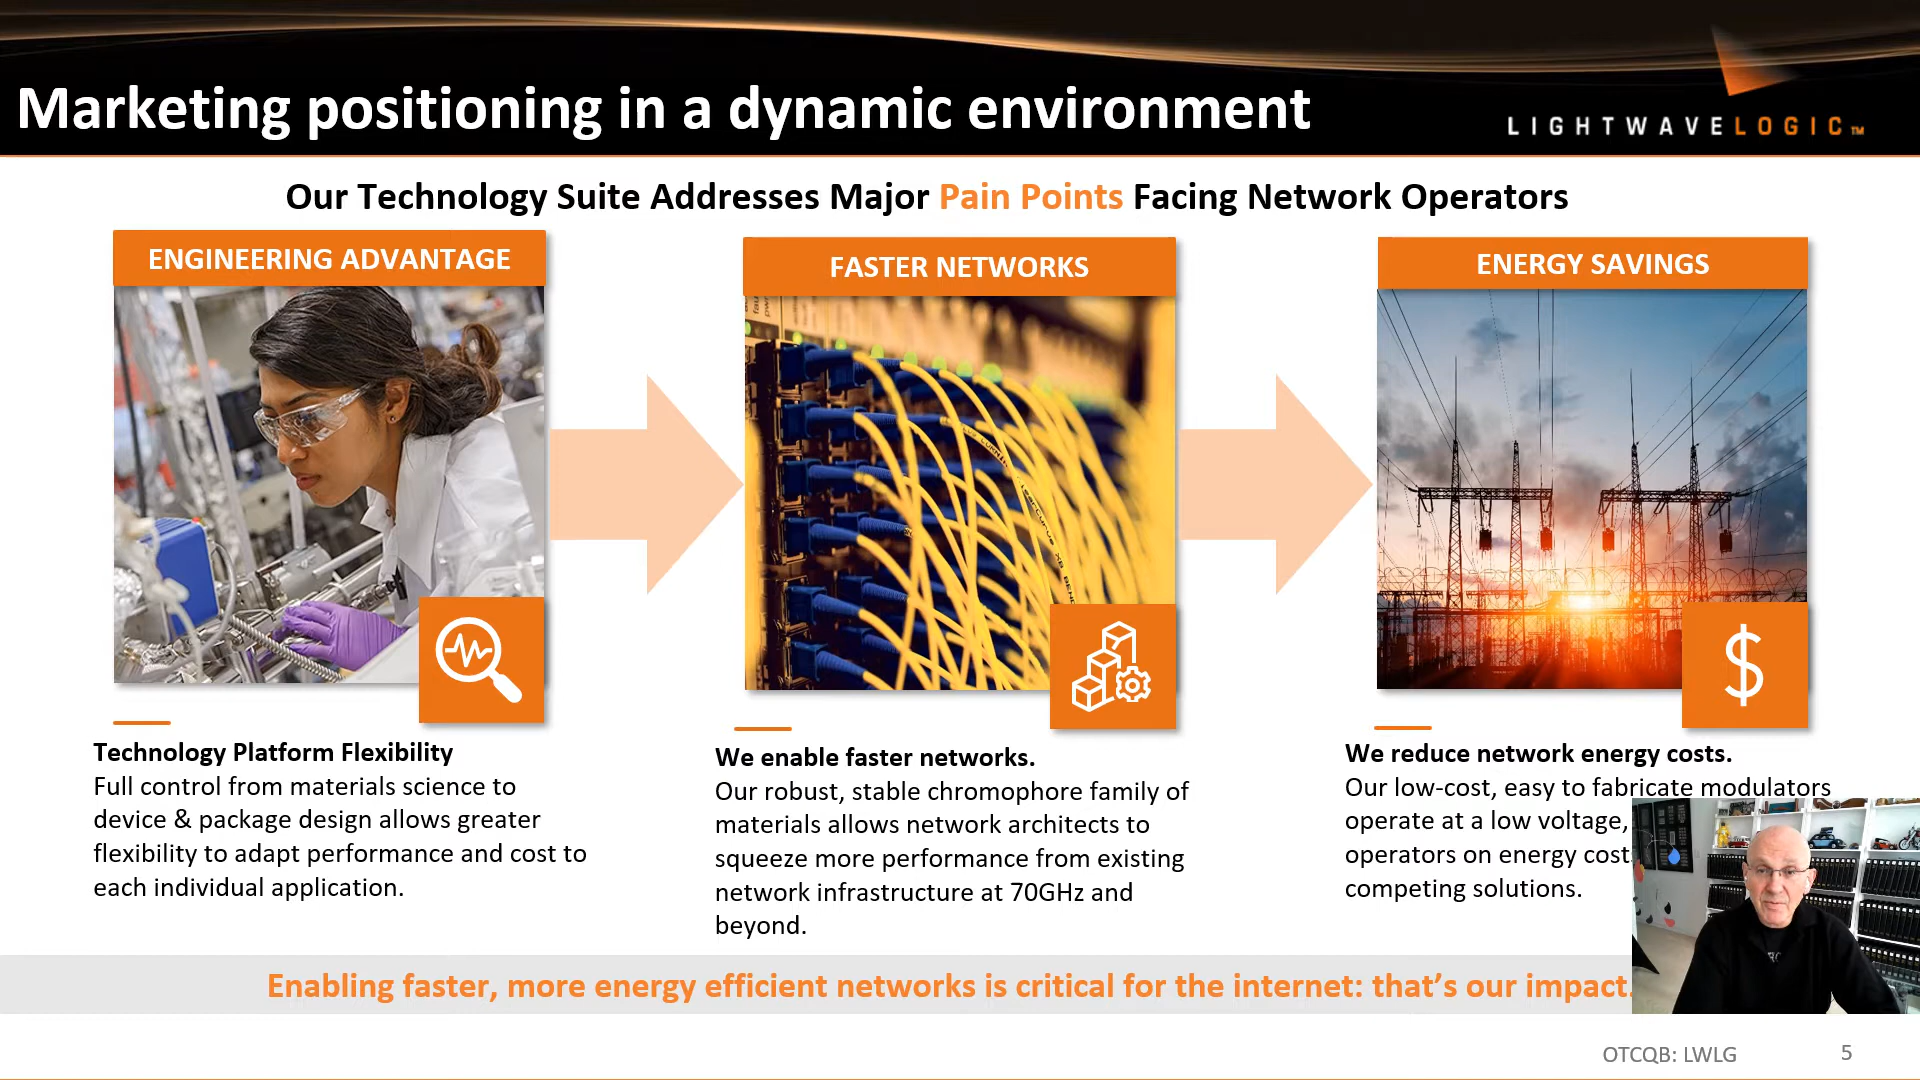 Marketing positioning in a dynamic environment
LIGHTWAVELOGIC™
Our Technology Suite Addresses Major Pain Points Facing Network Operators
ENGINEERING ADVANTAGE
FASTER NETWORKS
ENERGY SAVINGS
Technology Platform Flexibility
Full control from materials science to
device & package design allows greater
flexibility to adapt performance and cost to
each individual application.
We enable faster networks.
Our robust, stable chromophore family of
materials allows network architects to
squeeze more performance from existing
network infrastructure at 70GHz and
beyond.
We reduce network energy costs.
Our low-cost, easy to fabricate modulators
operate at a low voltage,
operators on energy cost
competing solutions.
Enabling faster, more energy efficient networks is critical for the internet: that's our impact.
OTCQB: LWLG
5